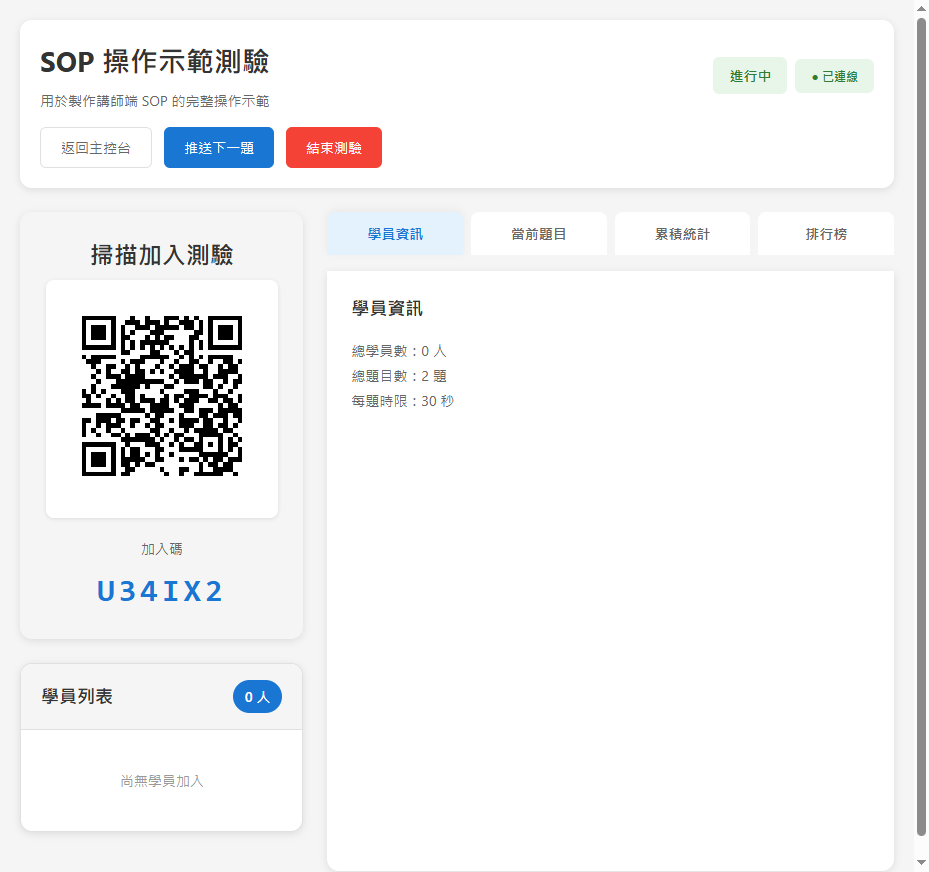 SOP 操作示範測驗
用於製作講師端 SOP 的完整操作示範
進行中
● 已連線
返回主控台
推送下一題
結束測驗
掃描加入測驗
加入碼
U34IX2
學員列表
0 人
尚無學員加入
學員資訊
當前題目
累積統計
排行榜
學員資訊
總學員數：0 人
總題目數：2 題
每題時限：30 秒